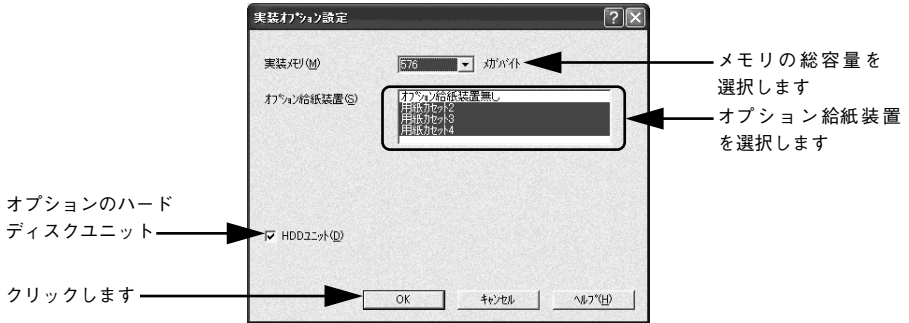 実装ｵﾌﾟｼｮﾝ設定
実装ﾒﾓﾘ(M)
576
ﾒｶﾞﾊﾞｲﾄ
メモリの総容量を
選択します
ｵﾌﾟｼｮﾝ給紙装置(S)
ｵﾌﾟｼｮﾝ給紙装置無し
用紙ｶｾｯﾄ2
用紙ｶｾｯﾄ3
用紙ｶｾｯﾄ4
オプション給紙装置
を選択します
オプションのハード
ディスクユニット
HDDﾕﾆｯﾄ(D)
クリックします
OK
ｷｬﾝｾﾙ
ﾍﾙﾌﾟ(H)